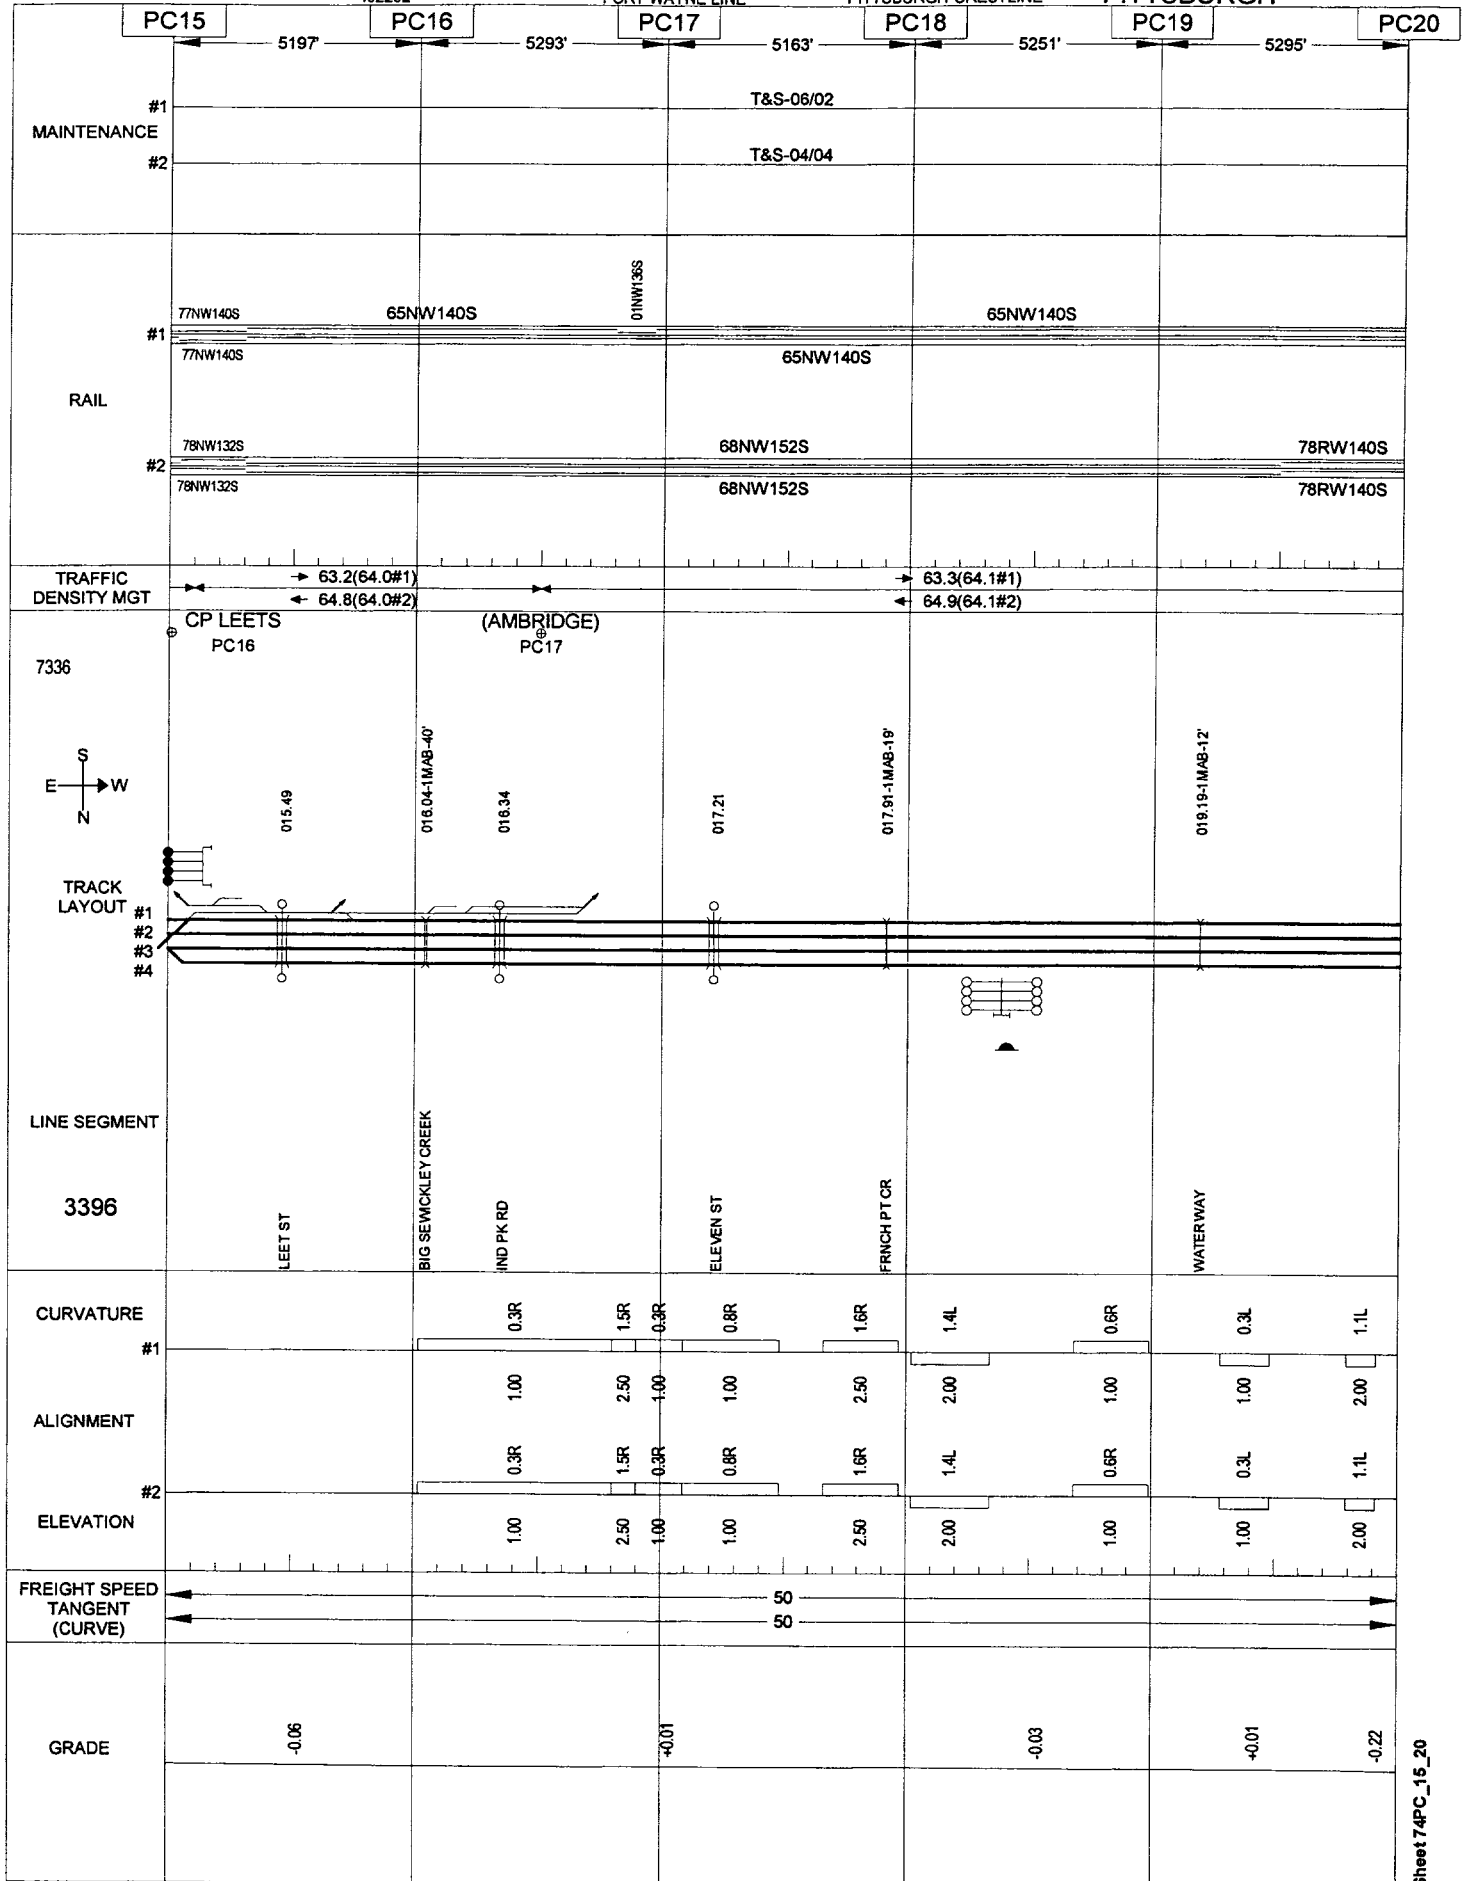 PITTSBURGH
PC15 PC16 PC17 PC18 PC19 PC20
5197' 5293' 5163' 5251' 5295'
#1 T&S-06/02
MAINTENANCE
#2 T&S-04/04
01NW136S
77NW140S 65NW140S 65NW140S
#1
77NW140S 65NW140S
RAIL
78NW132S 68NW152S 78RW140S
#2
78NW132S 68NW152S 78RW140S
TRAFFIC DENSITY MGT
63.2(64.0#1) 63.3(64.1#1)
64.8(64.0#2) 64.9(64.1#2)
CP LEETS (AMBRIDGE)
PC16 PC17
7336
S
E W
N
015.49 016.04-1MAB-40' 016.34 017.21 017.91-1MAB-19' 019.19-1MAB-12'
TRACK
LAYOUT
#1
#2
#3
#4
LINE SEGMENT
3396
LEET ST BIG SEWICKLEY CREEK IND PK RD ELEVEN ST FRNCH PT CR WATERWAY
CURVATURE
0.3R 1.5R 0.3R 0.8R 1.6R 1.4L 0.6R 0.3L 1.1L
#1
1.00 2.50 1.00 1.00 2.50 2.00 1.00 1.00 2.00
ALIGNMENT
0.3R 1.5R 0.3R 0.8R 1.6R 1.4L 0.6R 0.3L 1.1L
#2
ELEVATION
1.00 2.50 1.00 1.00 2.50 2.00 1.00 1.00 2.00
FREIGHT SPEED
TANGENT
(CURVE)
50
50
GRADE
-0.06 +0.01 -0.03 +0.01 -0.22
Sheet 74PC_15_20